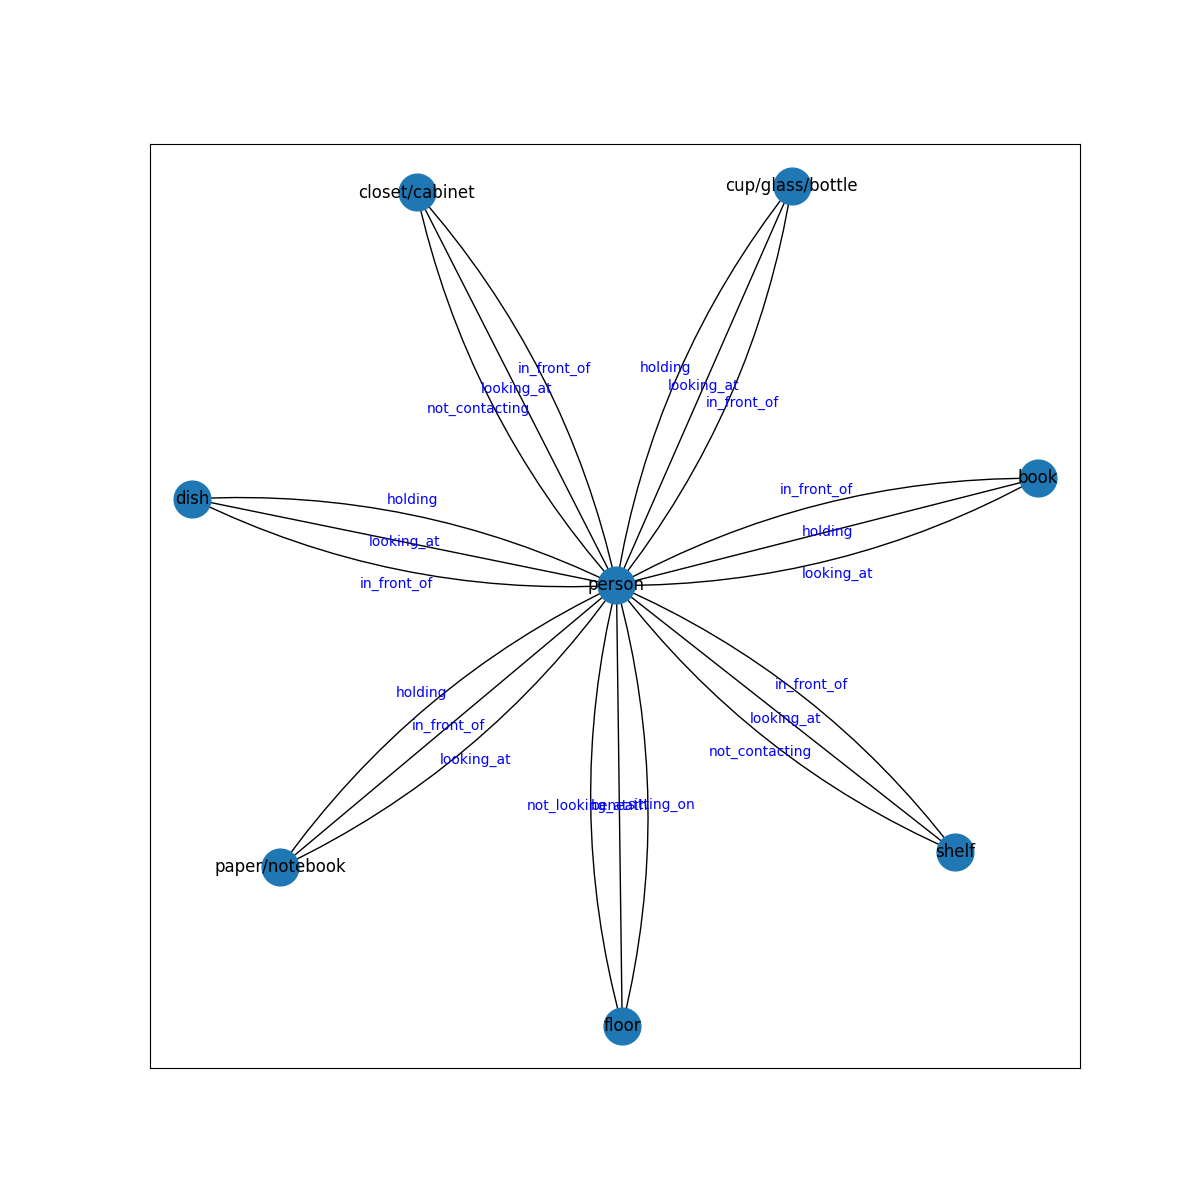 cup/glass/bottle
closet/cabinet
holding
in_front_of
looking_at
looking_at
in_front_of
not_contacting
book
in_front_of
dish
holding
holding
looking_at
looking_at
in_front_of
person
in_front_of
holding
looking_at
in_front_of
not_contacting
looking_at
not_looking_at
beneath
sitting_on
shelf
paper/notebook
floor